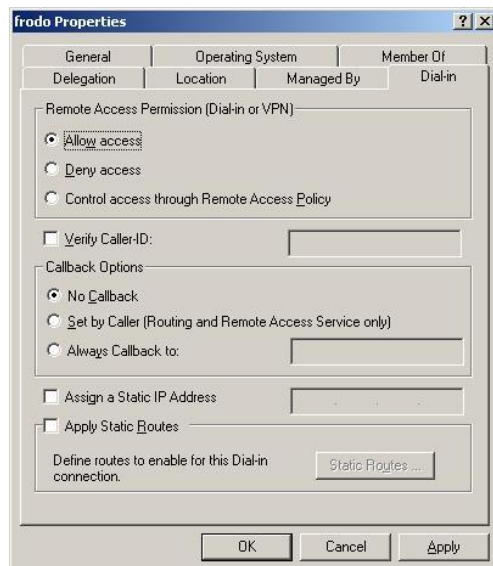 frodo Properties
General Operating System Member Of
Delegation Location Managed By Dial-in
Remote Access Permission (Dial-in or VPN)
Allow access
Deny access
Control access through Remote Access Policy
Verify Caller-ID:
Callback Options
No Callback
Set by Caller (Routing and Remote Access Service only)
Always Callback to:
Assign a Static IP Address
Apply Static Routes
Define routes to enable for this Dial-in
connection.
Static Routes ...
OK Cancel Apply